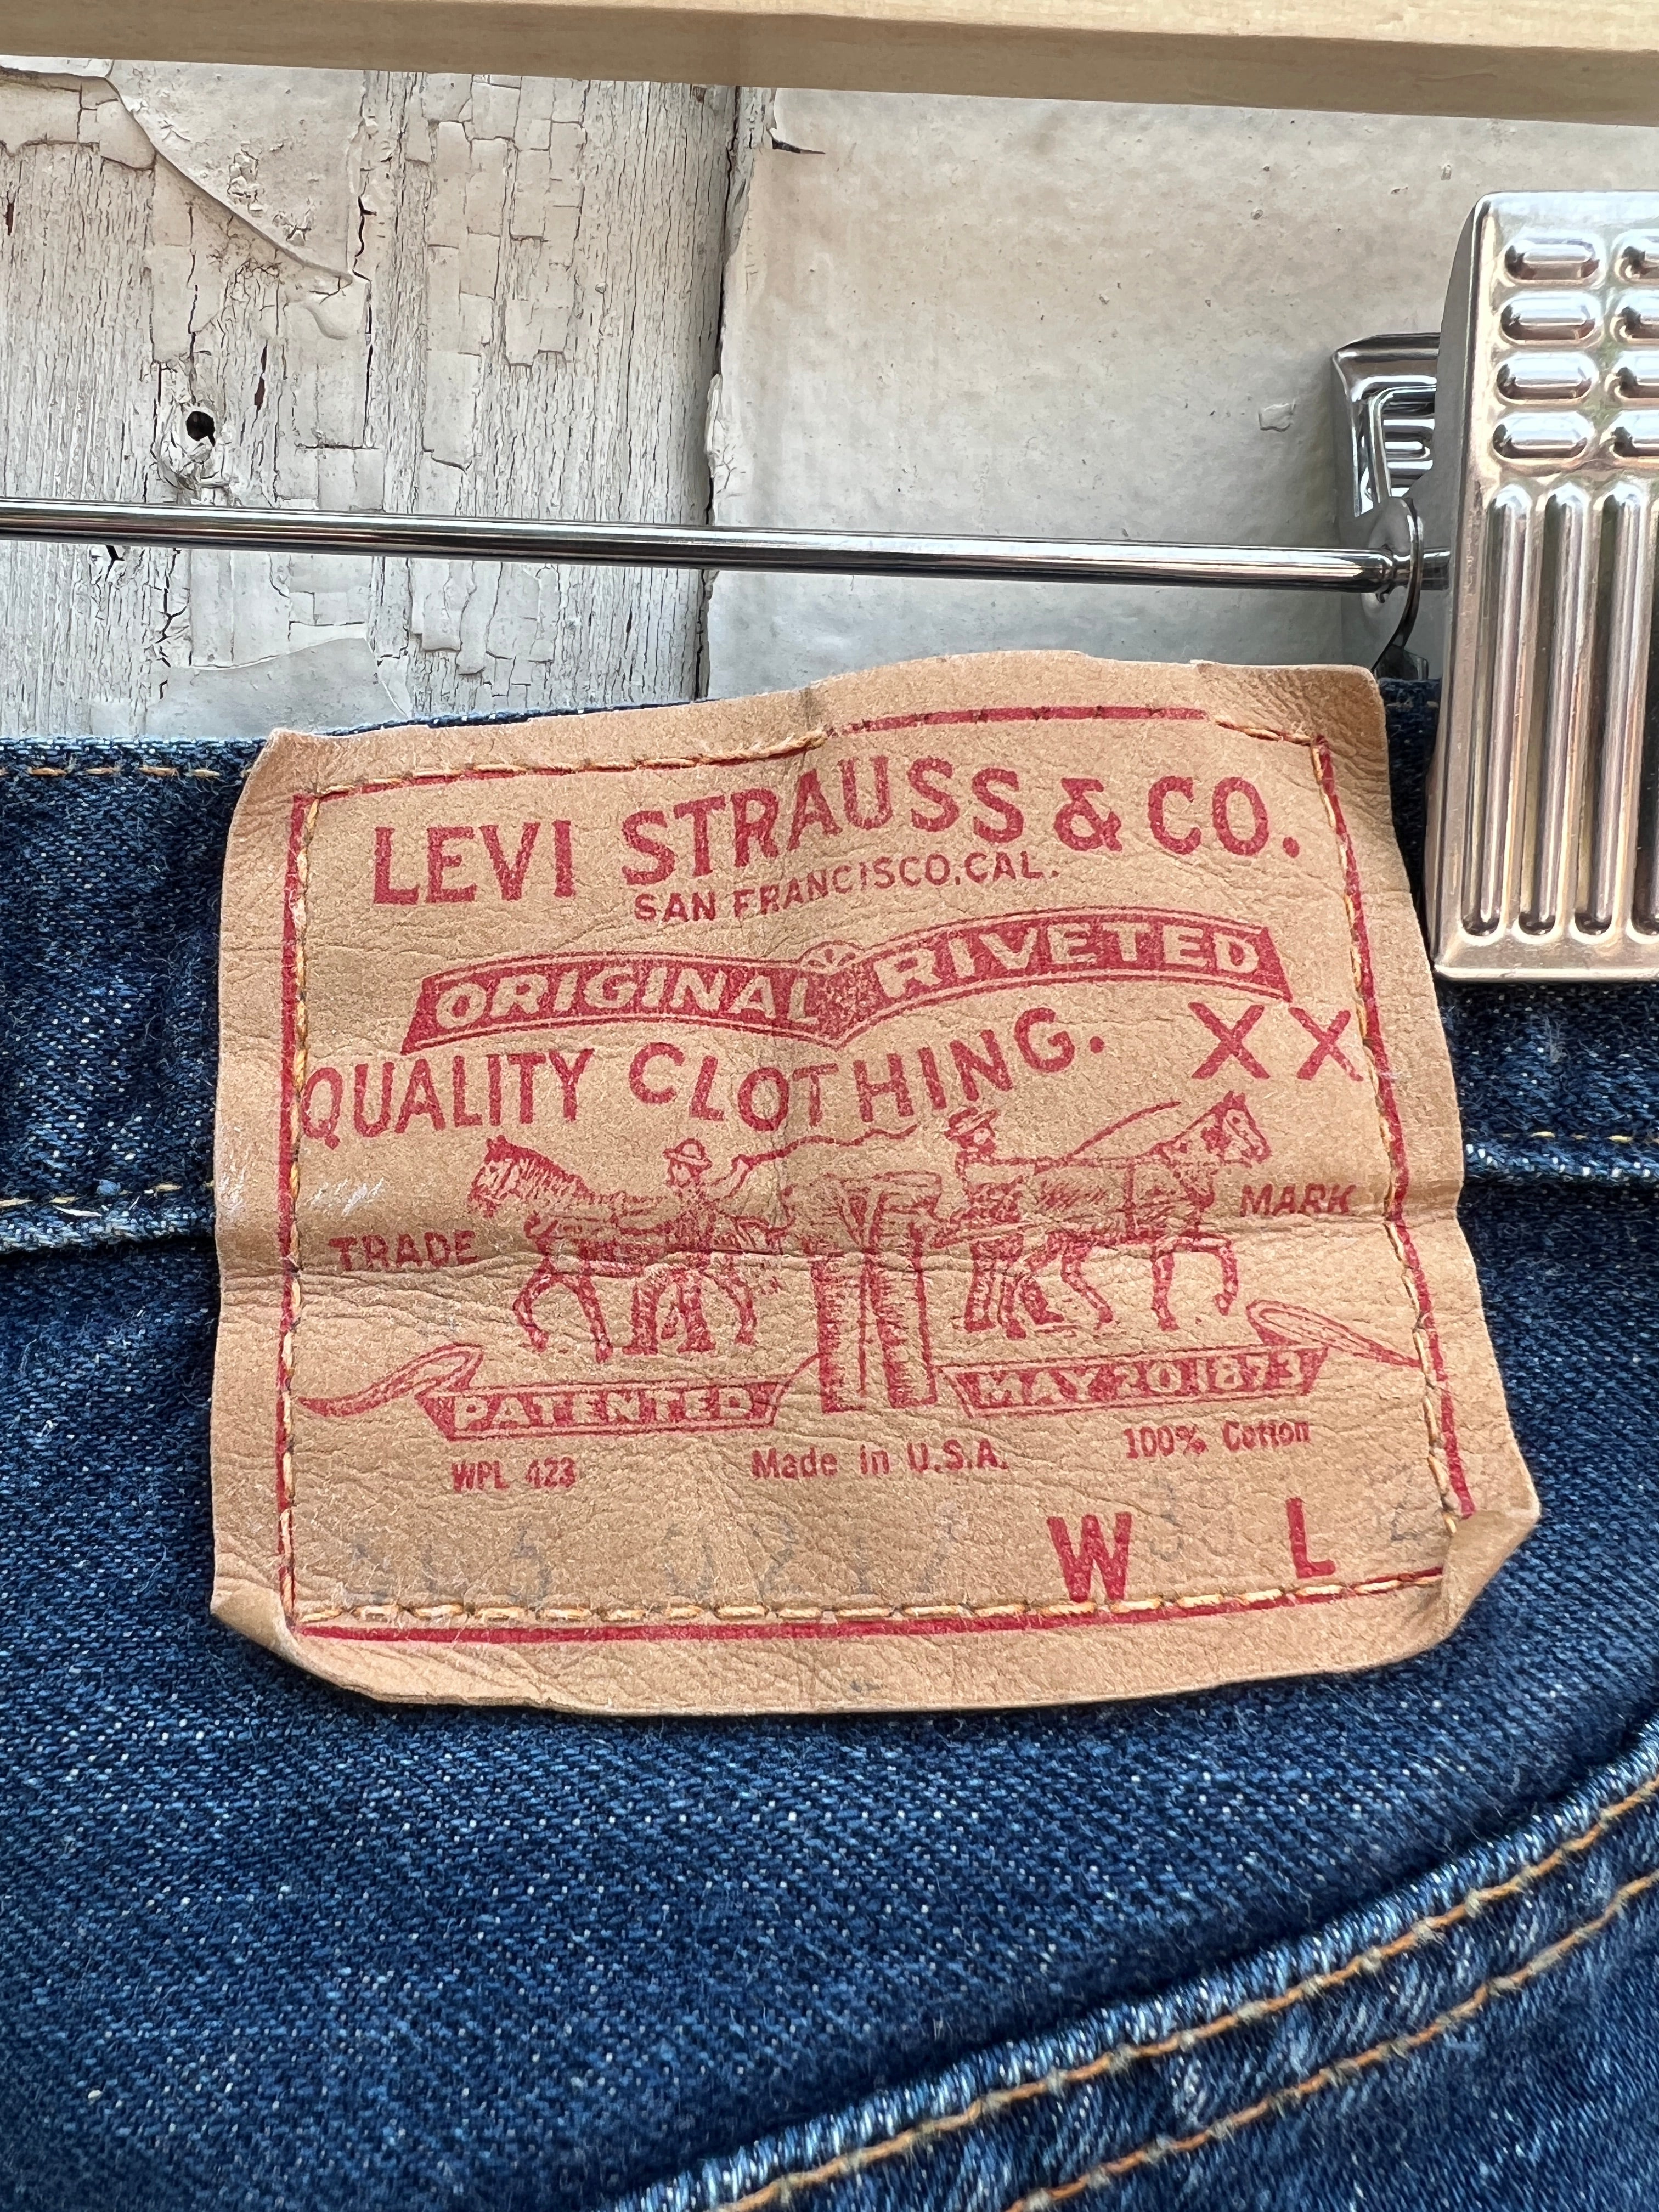 LEVI STRAUSS & CO.
SAN FRANCISCO, CAL.
ORIGINAL RIVETED
QUALITY CLOTHING. XX
TRADE MARK
PATENTED MAY 20 1873
WPL 423 Made in U.S.A. 100% Cotton
W L